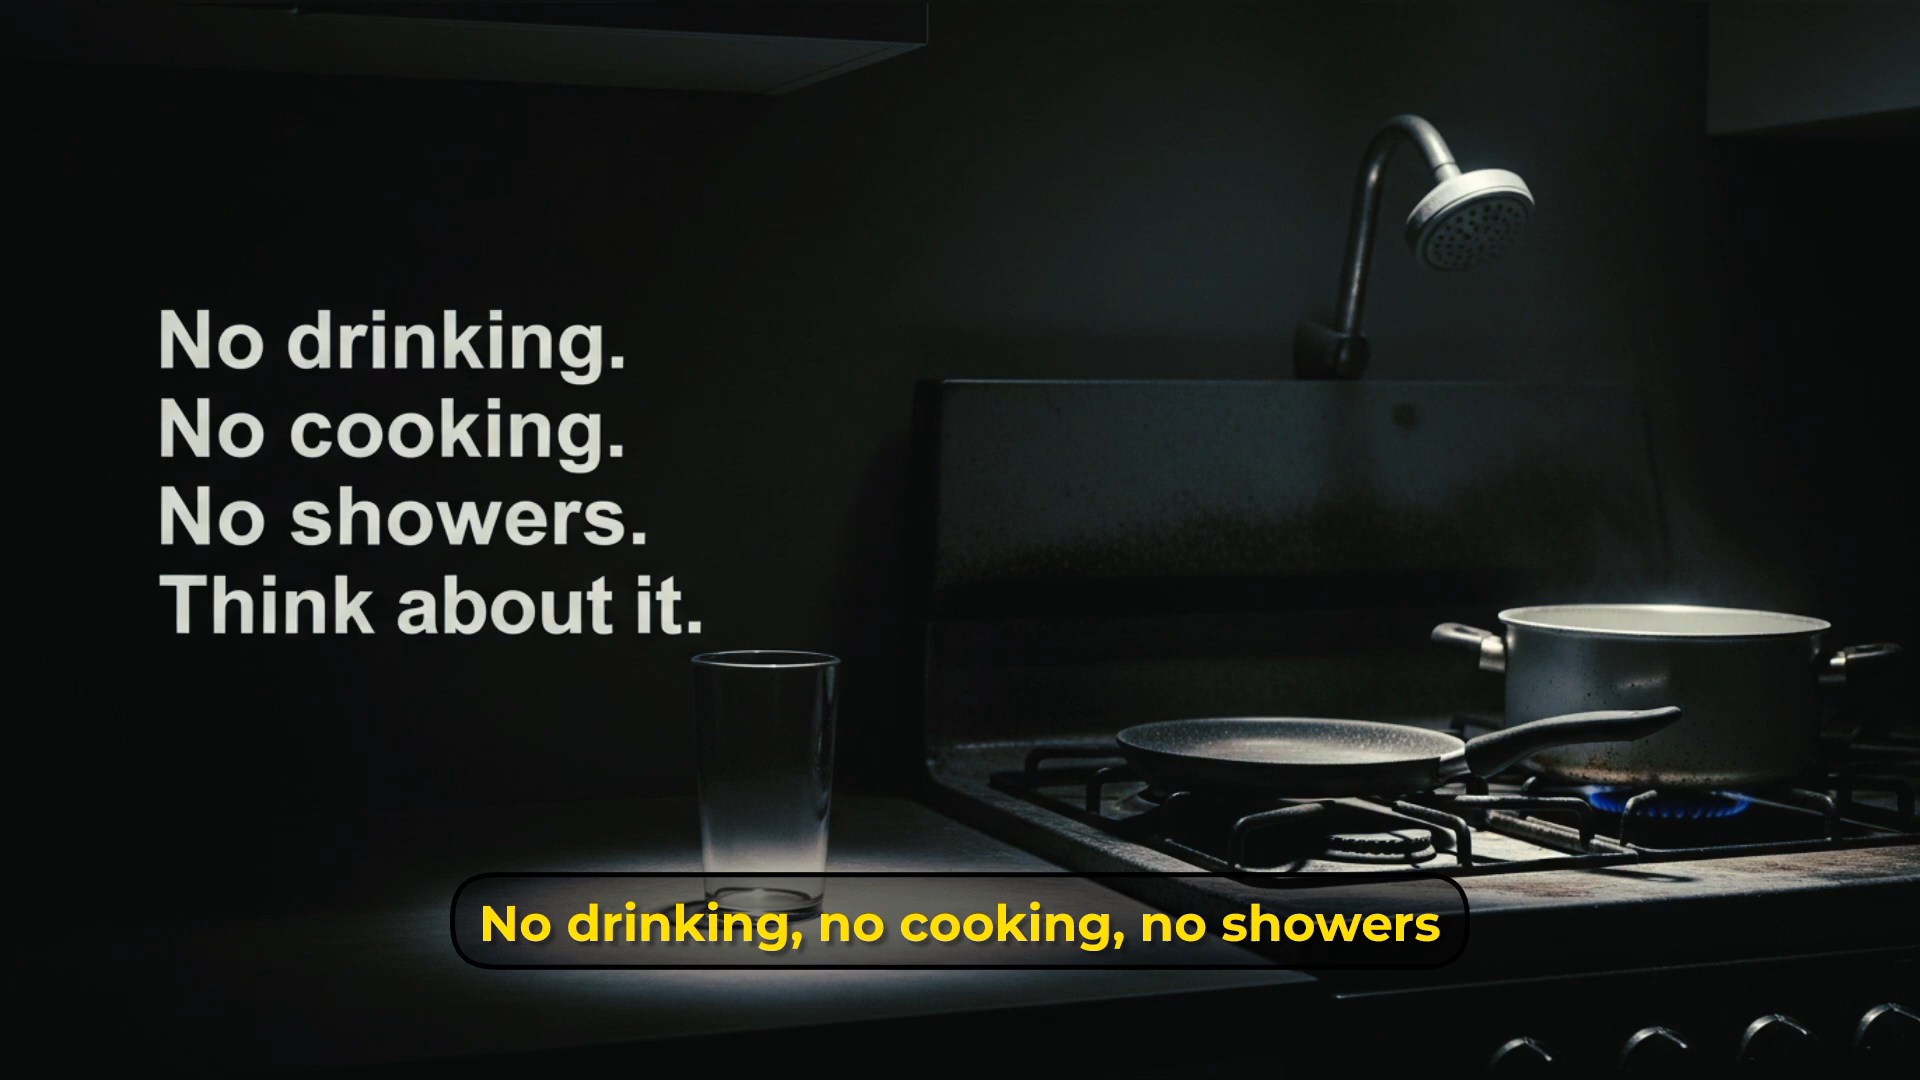 No drinking.
No cooking.
No showers.
Think about it.
No drinking, no cooking, no showers